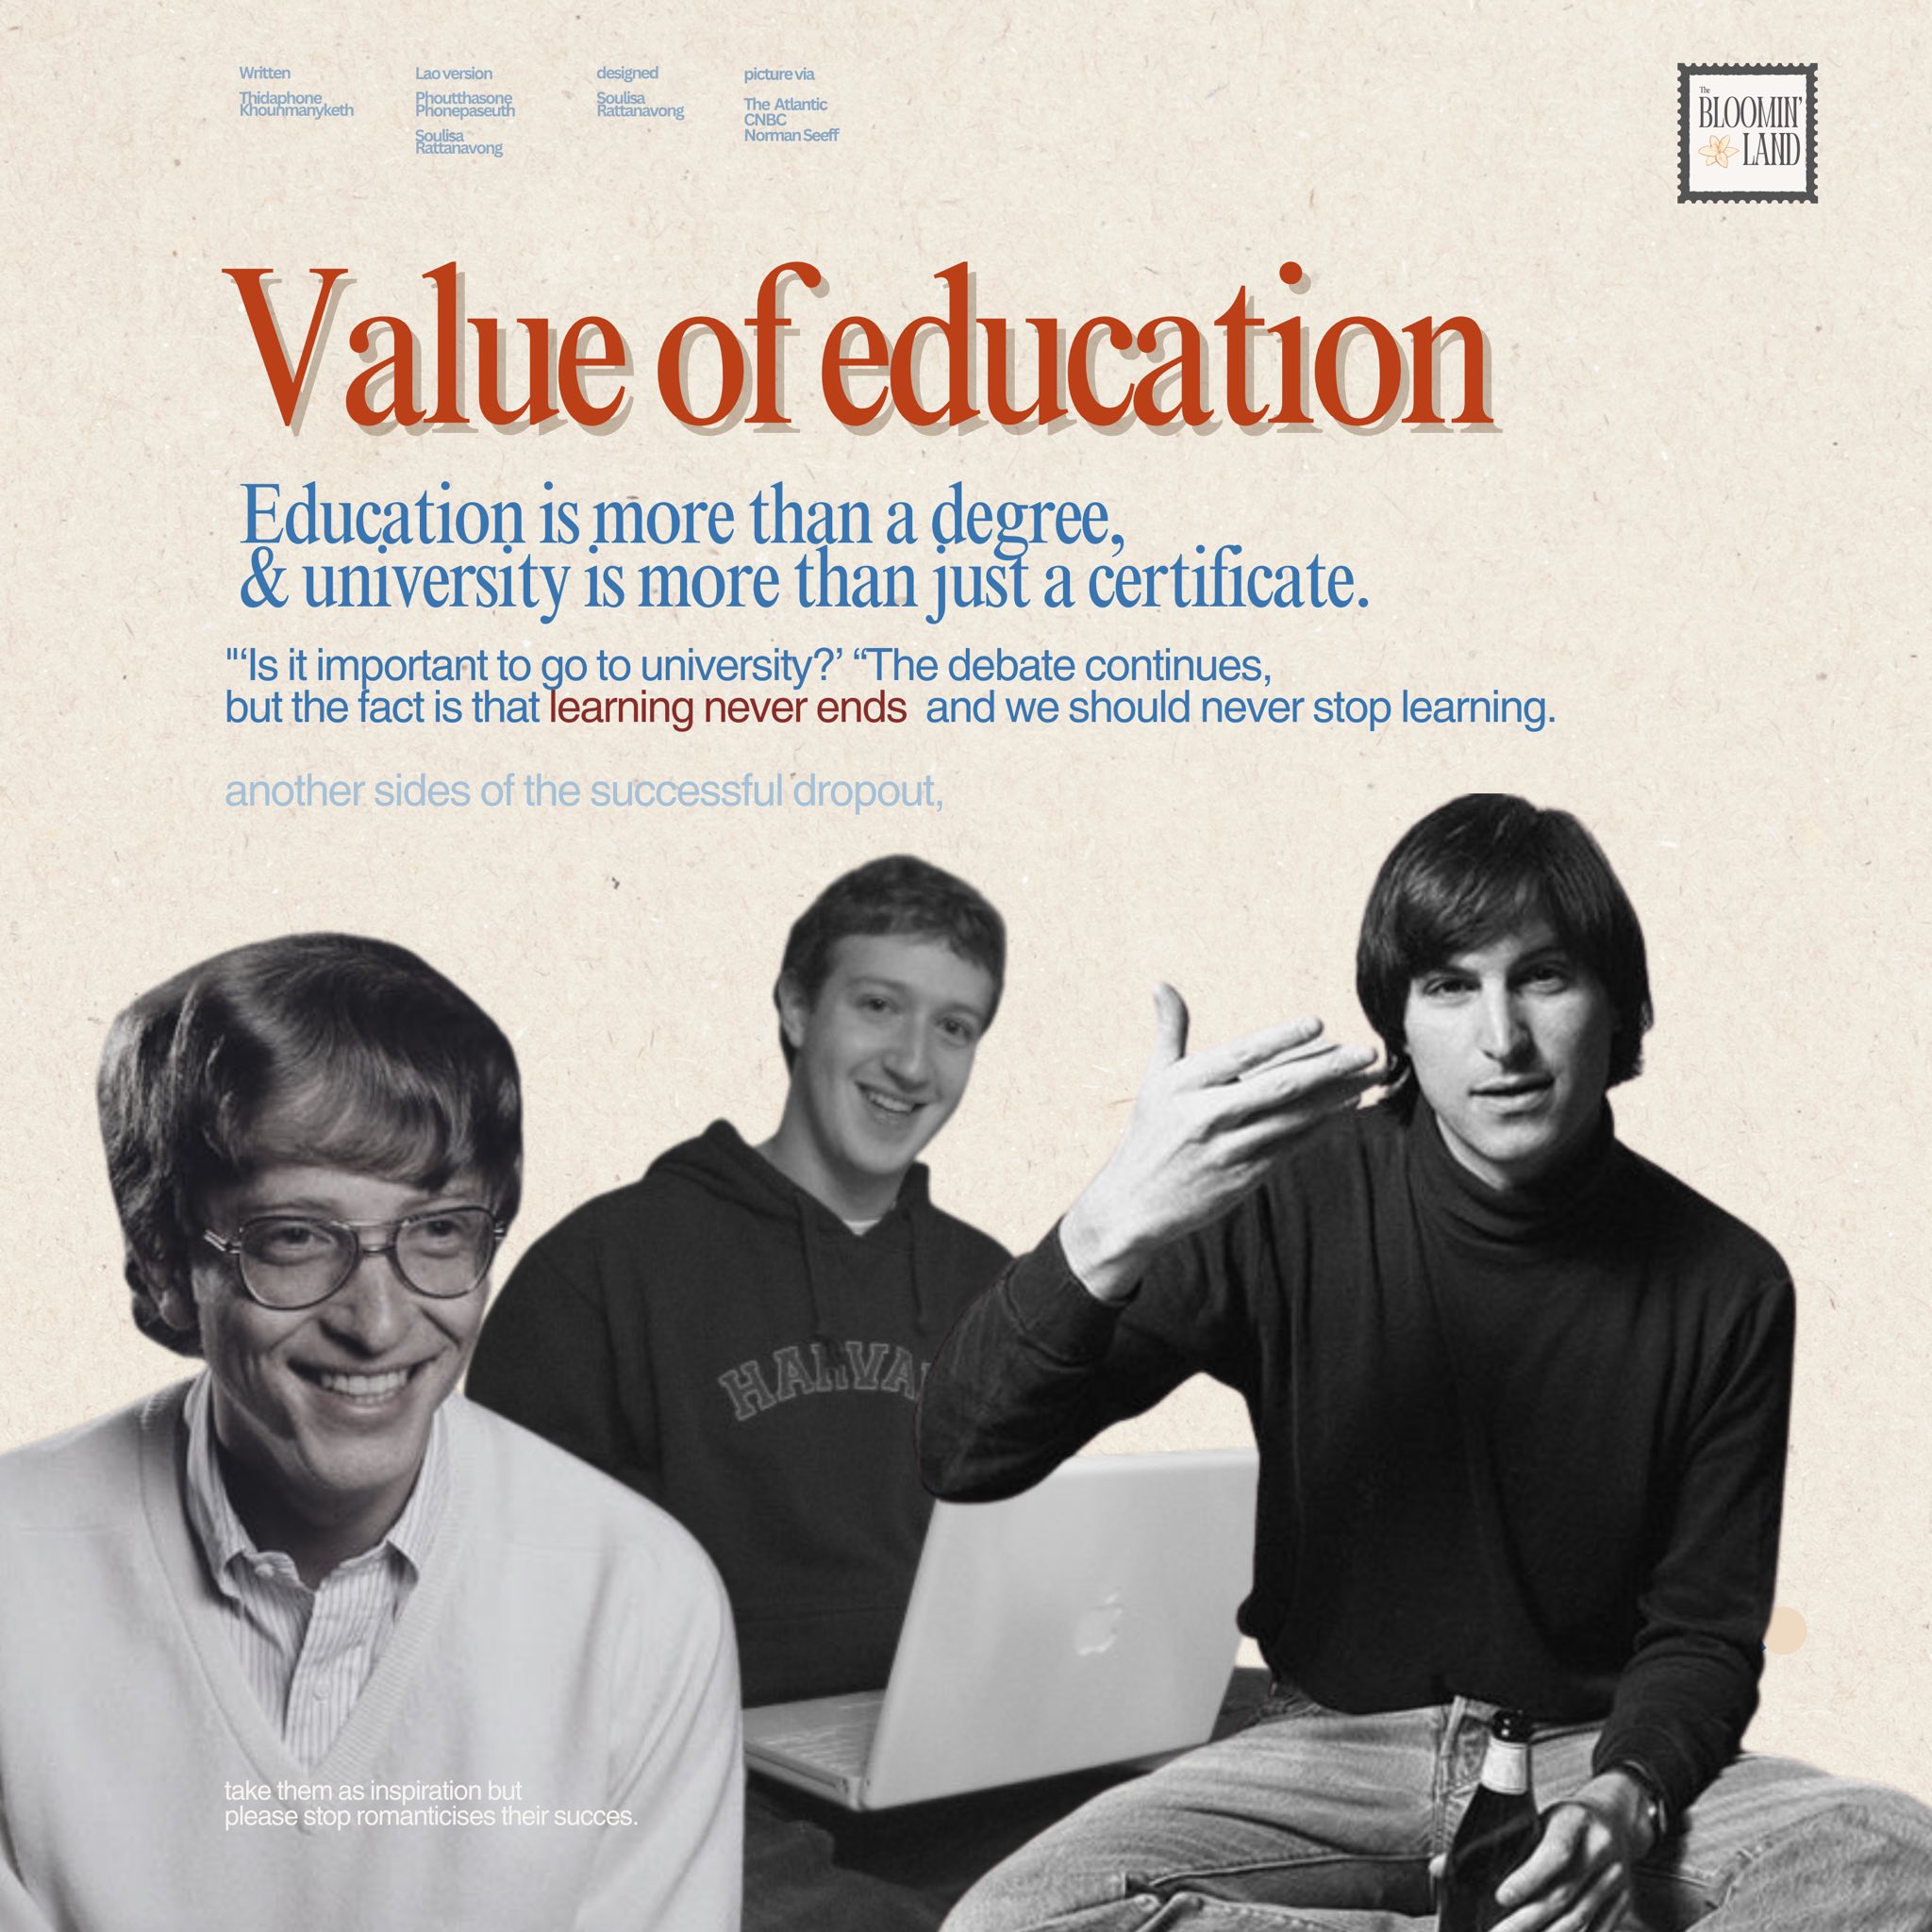 Written
Thidaphone
Khounmanyketh
Lao version
Phoutthasone
Phonepaseuth
Soulisa
Rattanavong
designed
Soulisa
Rattanavong
picture via
The Atlantic
CNBC
Norman Seeff
The
BLOOMIN'
LAND
Value of education
Education is more than a degree,
& university is more than just a certificate.
"‘Is it important to go to university?’ “The debate continues,
but the fact is that learning never ends and we should never stop learning.
another sides of the successful dropout,
HARVA
take them as inspiration but
please stop romanticises their succes.